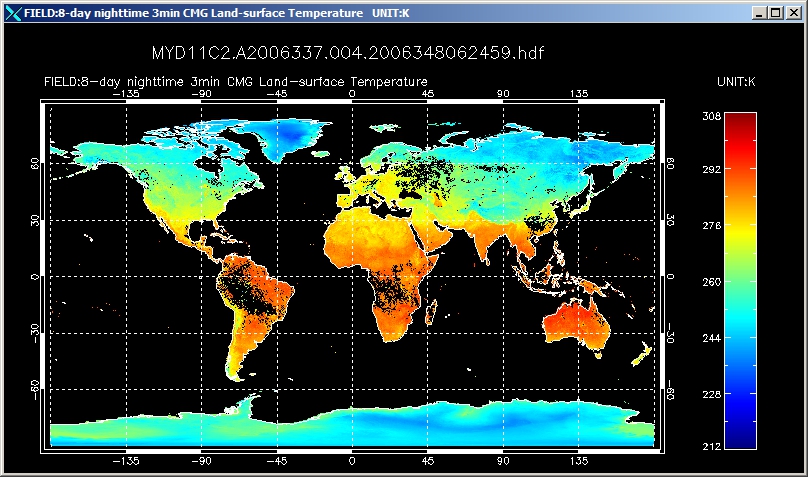 FIELD:8-day nighttime 3min CMG Land-surface Temperature UNIT:K
MYD11C2.A2006337.004.2006348062459.hdf
FIELD:8-day nighttime 3min CMG Land-surface Temperature UNIT:K
-135 -90 -45 0 45 90 135
308
60 60
292
30 30
276
0 0
260
-30 -30
244
-60 -60
228
212
-135 -90 -45 0 45 90 135